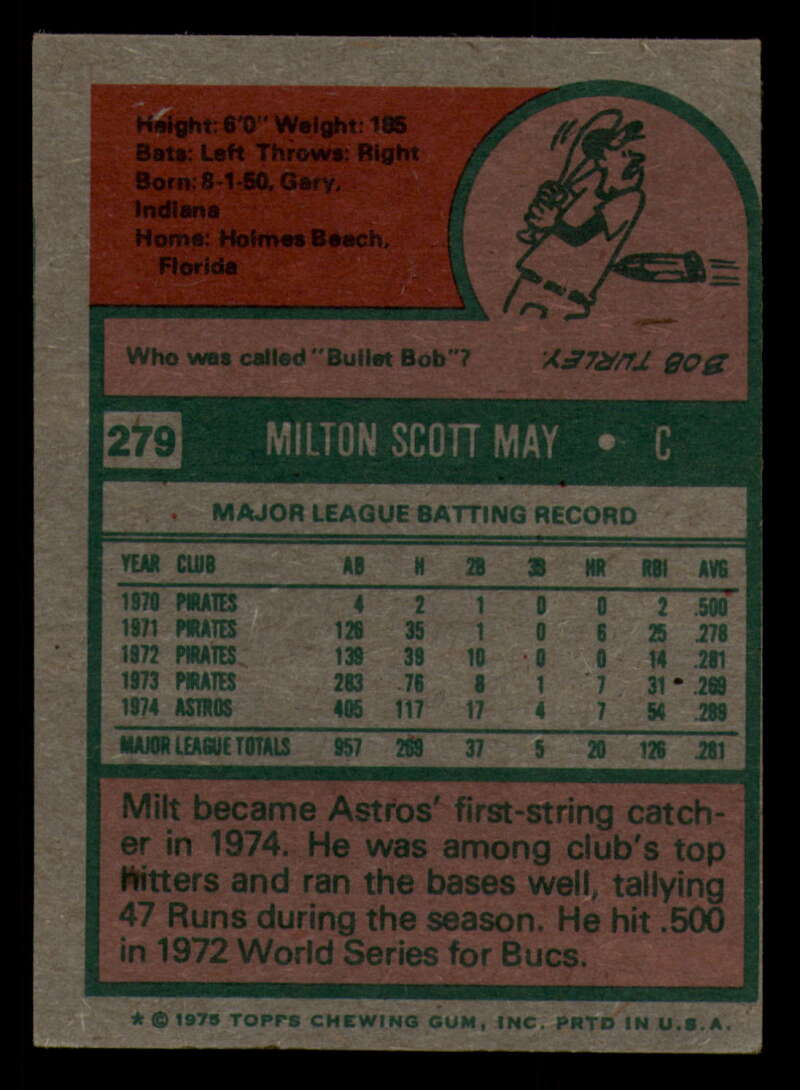 Height: 6'0" Weight: 185
Bats: Left Throws: Right
Born: 8-1-50, Gary,
Indiana
Home: Holmes Beach,
Florida
Who was called "Bullet Bob"?
BOB TURLEY.
279 MILTON SCOTT MAY • C
MAJOR LEAGUE BATTING RECORD
YEAR CLUB AB H 2B 3B HR RBI AVG
1970 PIRATES 4 2 1 0 0 2 .500
1971 PIRATES 126 35 1 0 6 25 .278
1972 PIRATES 139 39 10 0 0 14 .281
1973 PIRATES 283 76 8 1 7 31 .269
1974 ASTROS 405 117 17 4 7 54 .289
MAJOR LEAGUE TOTALS 957 269 37 5 20 126 .281
Milt became Astros' first-string catch-
er in 1974. He was among club's top
hitters and ran the bases well, tallying
47 Runs during the season. He hit .500
in 1972 World Series for Bucs.
* © 1975 TOPPS CHEWING GUM, INC. PRTD IN U.S.A.